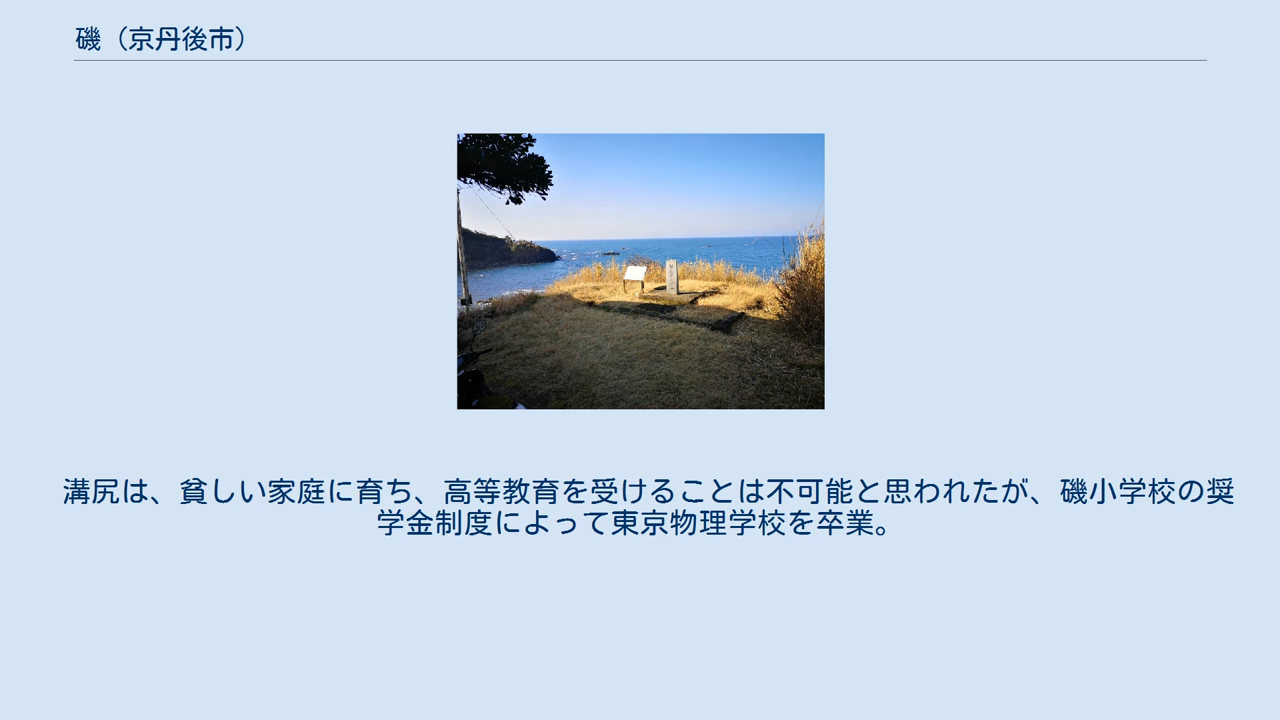 磯（京丹後市）
溝尻は、貧しい家庭に育ち、高等教育を受けることは不可能と思われたが、磯小学校の奨
学金制度によって東京物理学校を卒業。